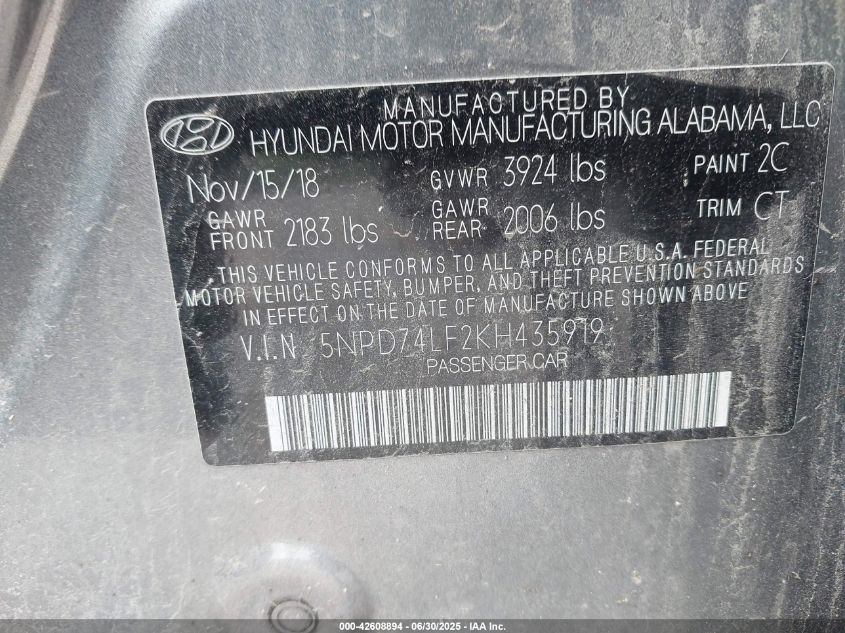 MANUFACTURED BY
HYUNDAI MOTOR MANUFACTURING ALABAMA, LLC
Nov/15/18 GVWR 3924 lbs PAINT 2C
GAWR FRONT 2183 lbs GAWR REAR 2006 lbs TRIM CT
THIS VEHICLE CONFORMS TO ALL APPLICABLE U.S.A. FEDERAL
MOTOR VEHICLE SAFETY, BUMPER, AND THEFT PREVENTION STANDARDS
IN EFFECT ON THE DATE OF MANUFACTURE SHOWN ABOVE
V.I.N 5NPD74LF2KH435919
PASSENGER CAR
000-42608894 - 06/30/2025 - IAA Inc.